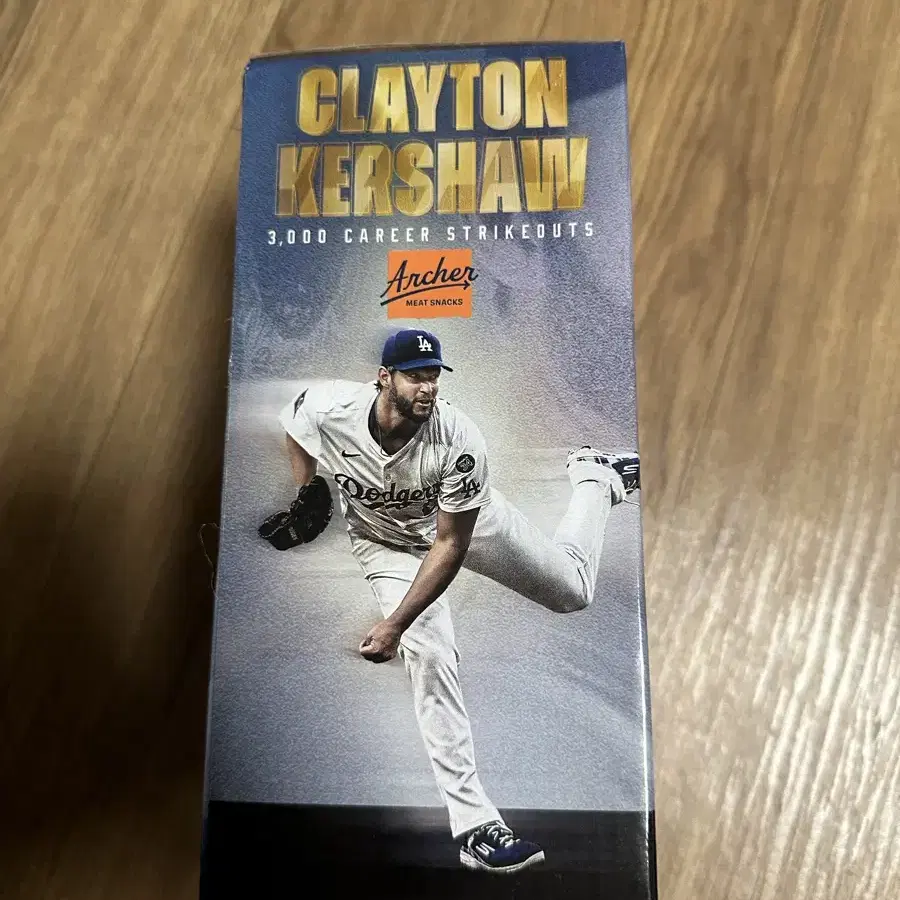 CLAYTON
KERSHAW
3,000 CAREER STRIKEOUTS
Archer
MEAT SNACKS
LA
Dodgers
LA